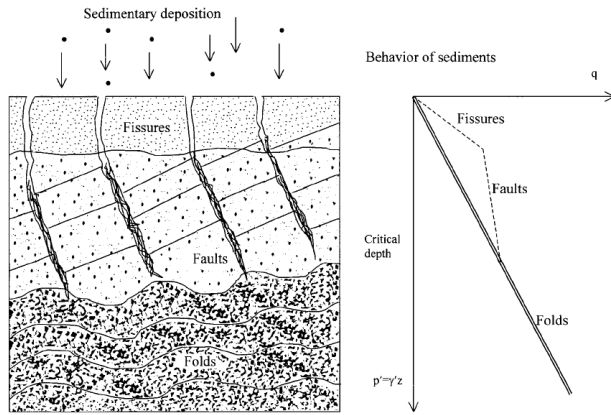 Sedimentary deposition
Fissures
Faults
Folds
Behavior of sediments
q
Fissures
Faults
Critical
depth
Folds
p'=γ'z